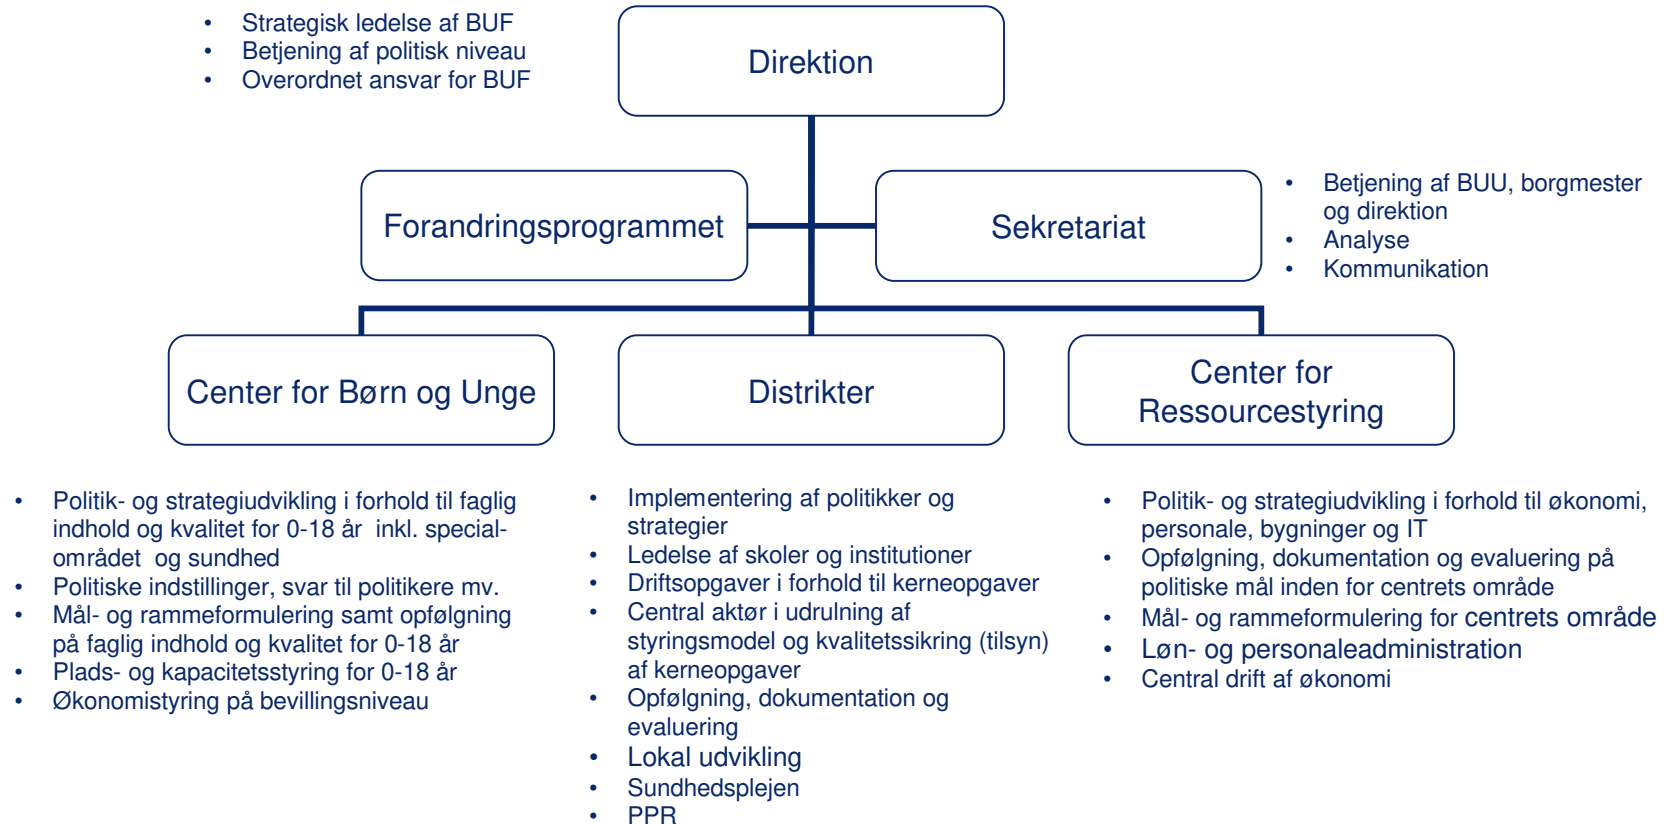 • Strategisk ledelse af BUF
• Betjening af politisk niveau
• Overordnet ansvar for BUF
Direktion
Forandringsprogrammet
Sekretariat
• Betjening af BUU, borgmester
og direktion
• Analyse
• Kommunikation
Center for Børn og Unge
Distrikter
Center for
Ressourcestyring
• Politik- og strategiudvikling i forhold til faglig
indhold og kvalitet for 0-18 år inkl. special-
området og sundhed
• Politiske indstillinger, svar til politikere mv.
• Mål- og rammeformulering samt opfølgning
på faglig indhold og kvalitet for 0-18 år
• Plads- og kapacitetsstyring for 0-18 år
• Økonomistyring på bevillingsniveau
• Implementering af politikker og
strategier
• Ledelse af skoler og institutioner
• Driftsopgaver i forhold til kerneopgaver
• Central aktør i udrulning af
styringsmodel og kvalitetssikring (tilsyn)
af kerneopgaver
• Opfølgning, dokumentation og
evaluering
• Lokal udvikling
• Sundhedsplejen
• PPR
• Politik- og strategiudvikling i forhold til økonomi,
personale, bygninger og IT
• Opfølgning, dokumentation og evaluering på
politiske mål inden for centrets område
• Mål- og rammeformulering for centrets område
• Løn- og personaleadministration
• Central drift af økonomi